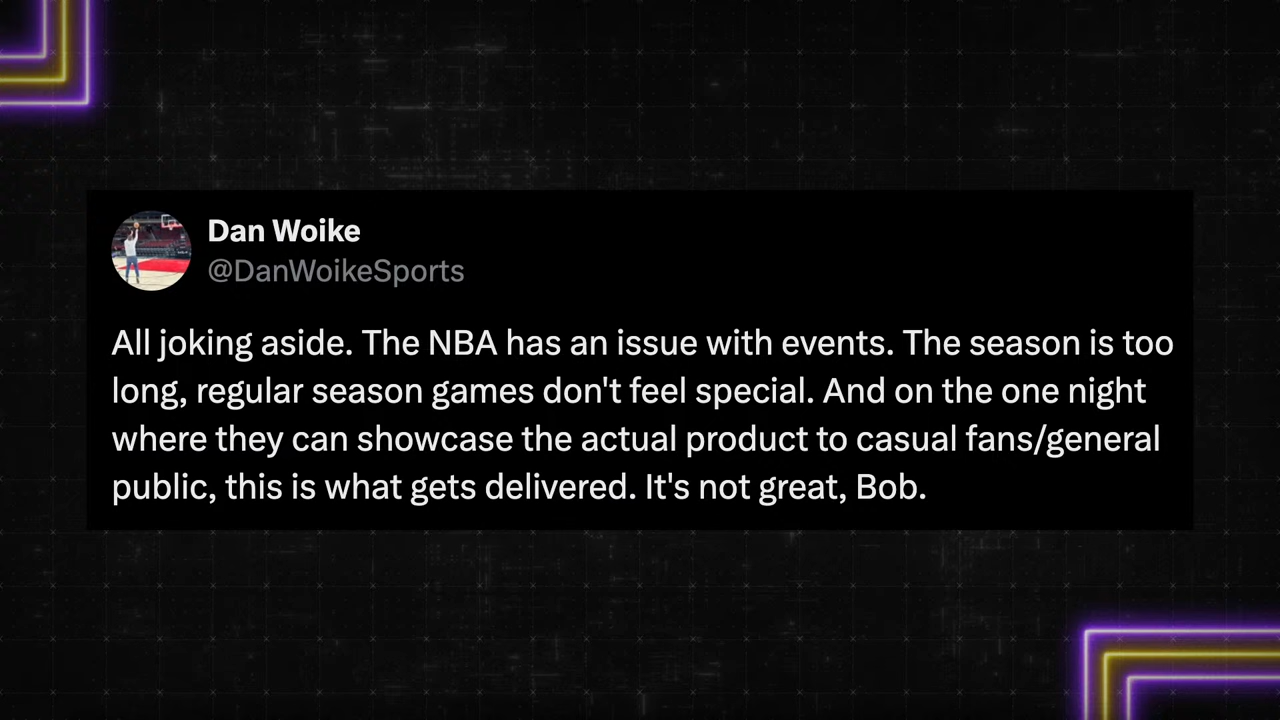 Dan Woike
@DanWoikeSports
All joking aside. The NBA has an issue with events. The season is too
long, regular season games don't feel special. And on the one night
where they can showcase the actual product to casual fans/general
public, this is what gets delivered. It's not great, Bob.